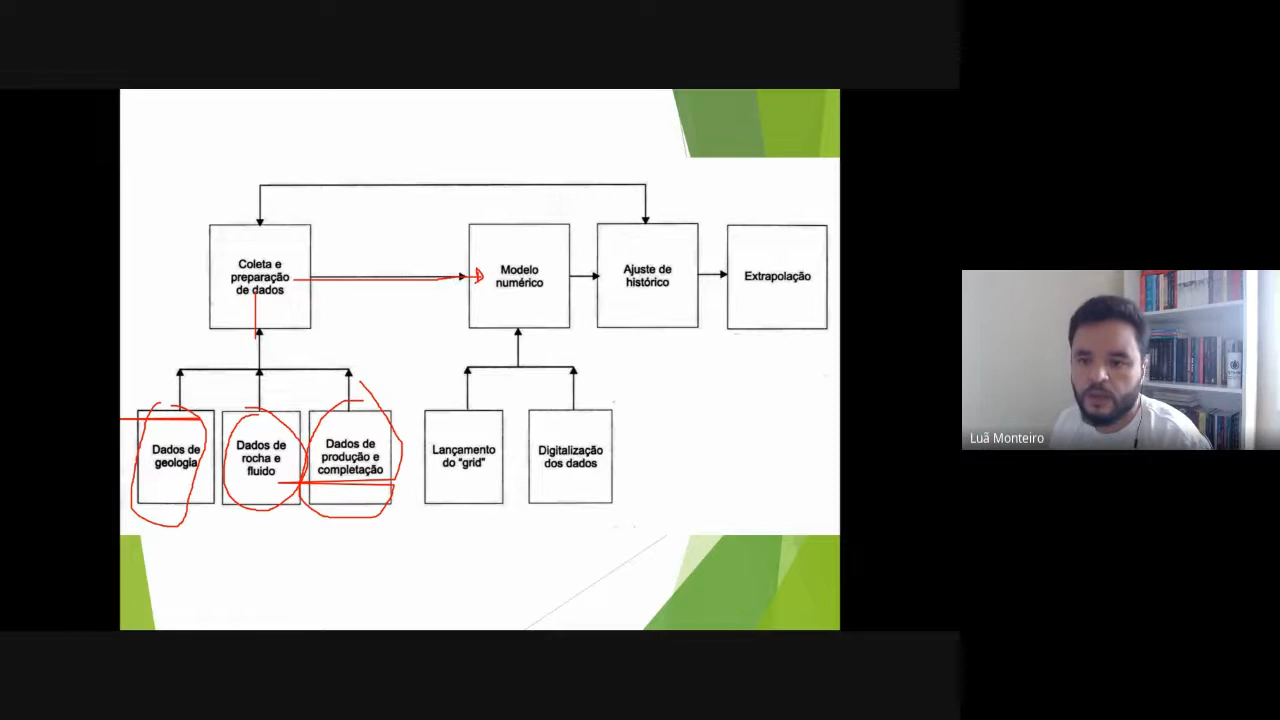 Coleta e
preparação
de dados
Modelo
numérico
Ajuste de
histórico
Extrapolação
Dados de
geologia
Dados de
rocha e
fluido
Dados de
produção e
completação
Lançamento
do "grid"
Digitalização
dos dados
Luã Monteiro